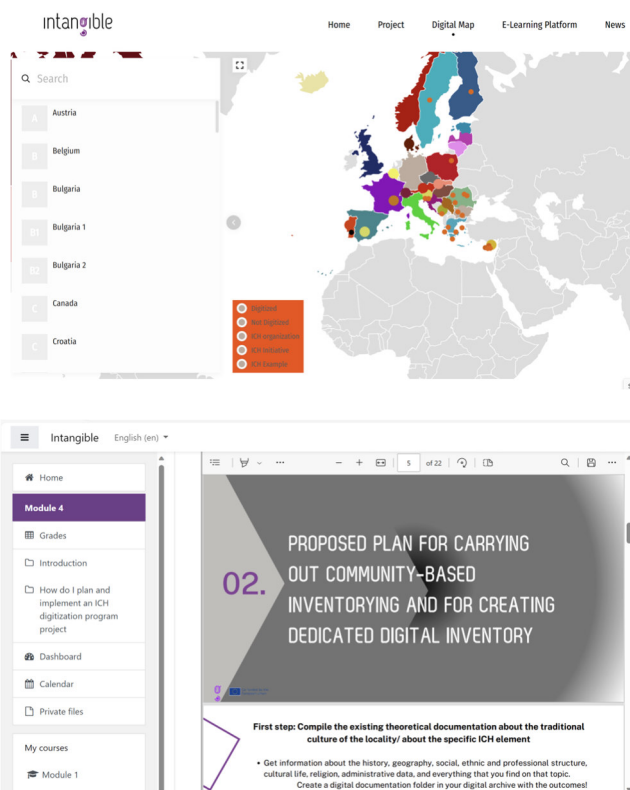 intangible
Home Project Digital Map E-Learning Platform News
Search
A Austria
B Belgium
B Bulgaria
B1 Bulgaria 1
B2 Bulgaria 2
C Canada
C Croatia
Digitized
Not Digitized
ICH organisation
ICH Initiative
ICH Example
Intangible English (en)
5 of 22
Home
Module 4
Grades
Introduction
How do I plan and
implement an ICH
digitization program
project
Dashboard
Calendar
Private files
My courses
Module 1
02.
PROPOSED PLAN FOR CARRYING
OUT COMMUNITY-BASED
INVENTORYING AND FOR CREATING
DEDICATED DIGITAL INVENTORY
First step: Compile the existing theoretical documentation about the traditional
culture of the locality/ about the specific ICH element
• Get information about the history, geography, social, ethnic and professional structure,
cultural life, religion, administrative data, and everything that you find on that topic.
Create a digital documentation folder in your digital archive with the outcomes!